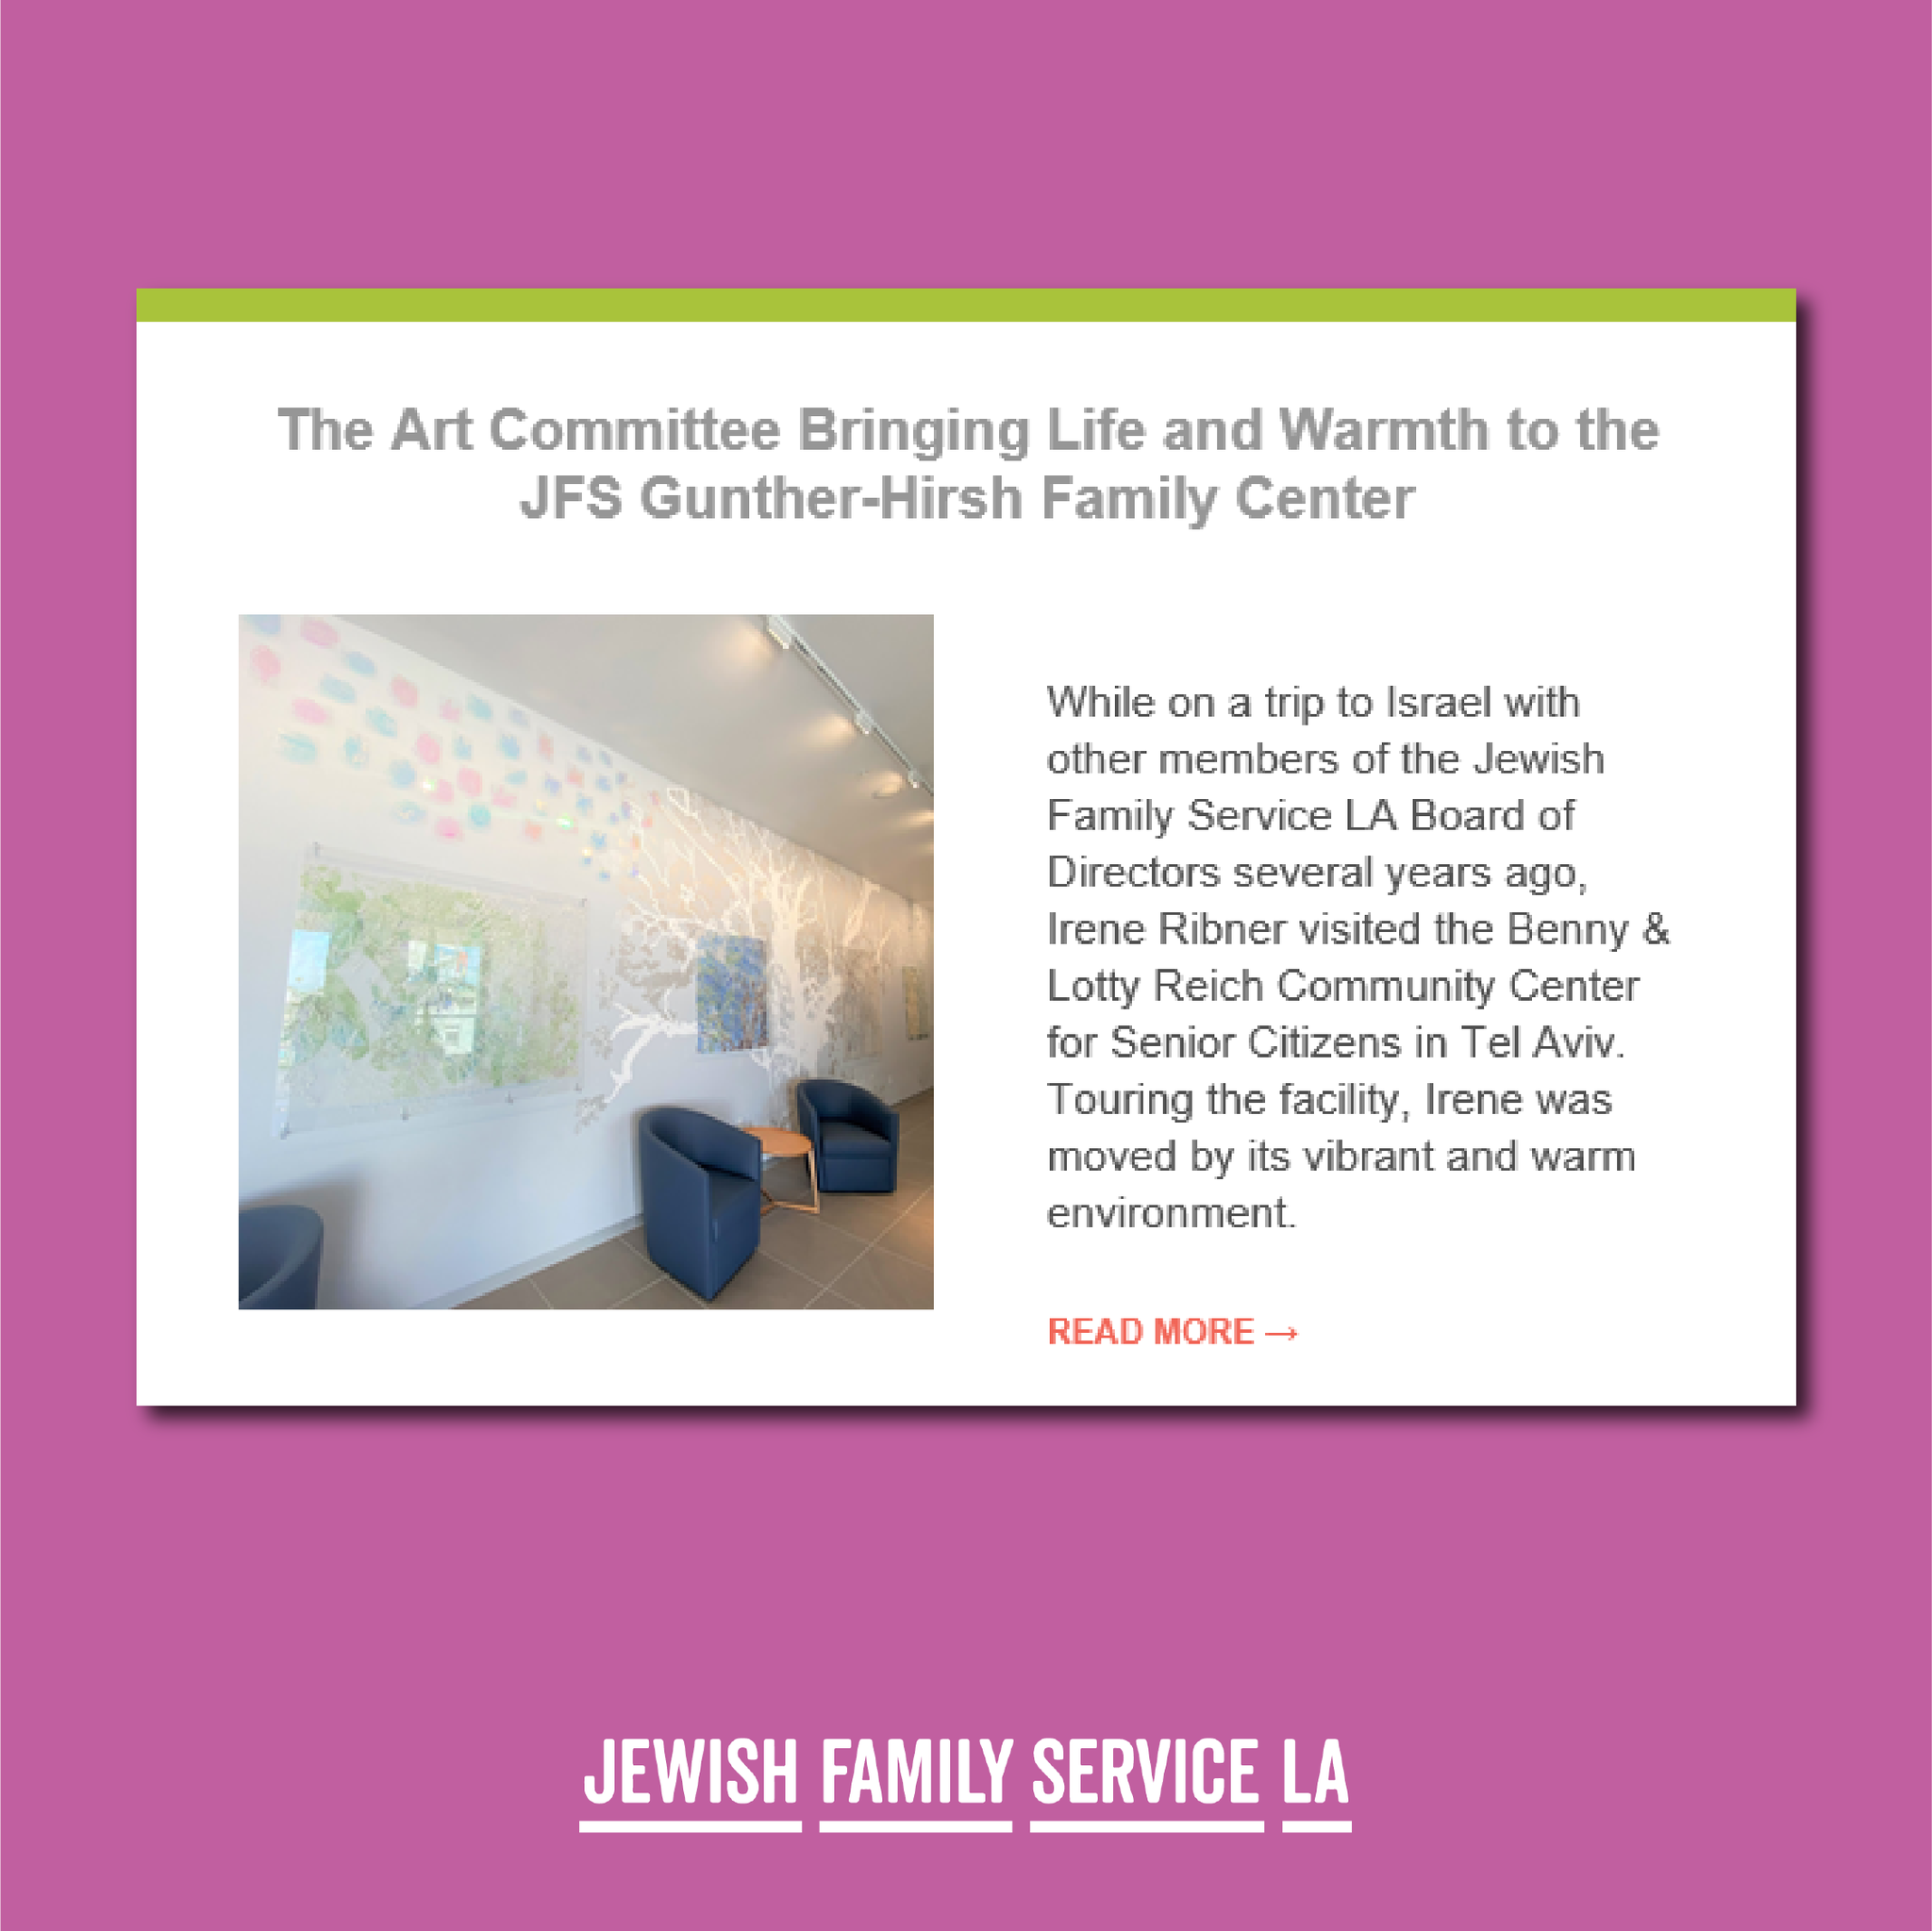 The Art Committee Bringing Life and Warmth to the
JFS Gunther-Hirsh Family Center
While on a trip to Israel with
other members of the Jewish
Family Service LA Board of
Directors several years ago,
Irene Ribner visited the Benny &
Lotty Reich Community Center
for Senior Citizens in Tel Aviv.
Touring the facility, Irene was
moved by its vibrant and warm
environment.
READ MORE →
JEWISH FAMILY SERVICE LA